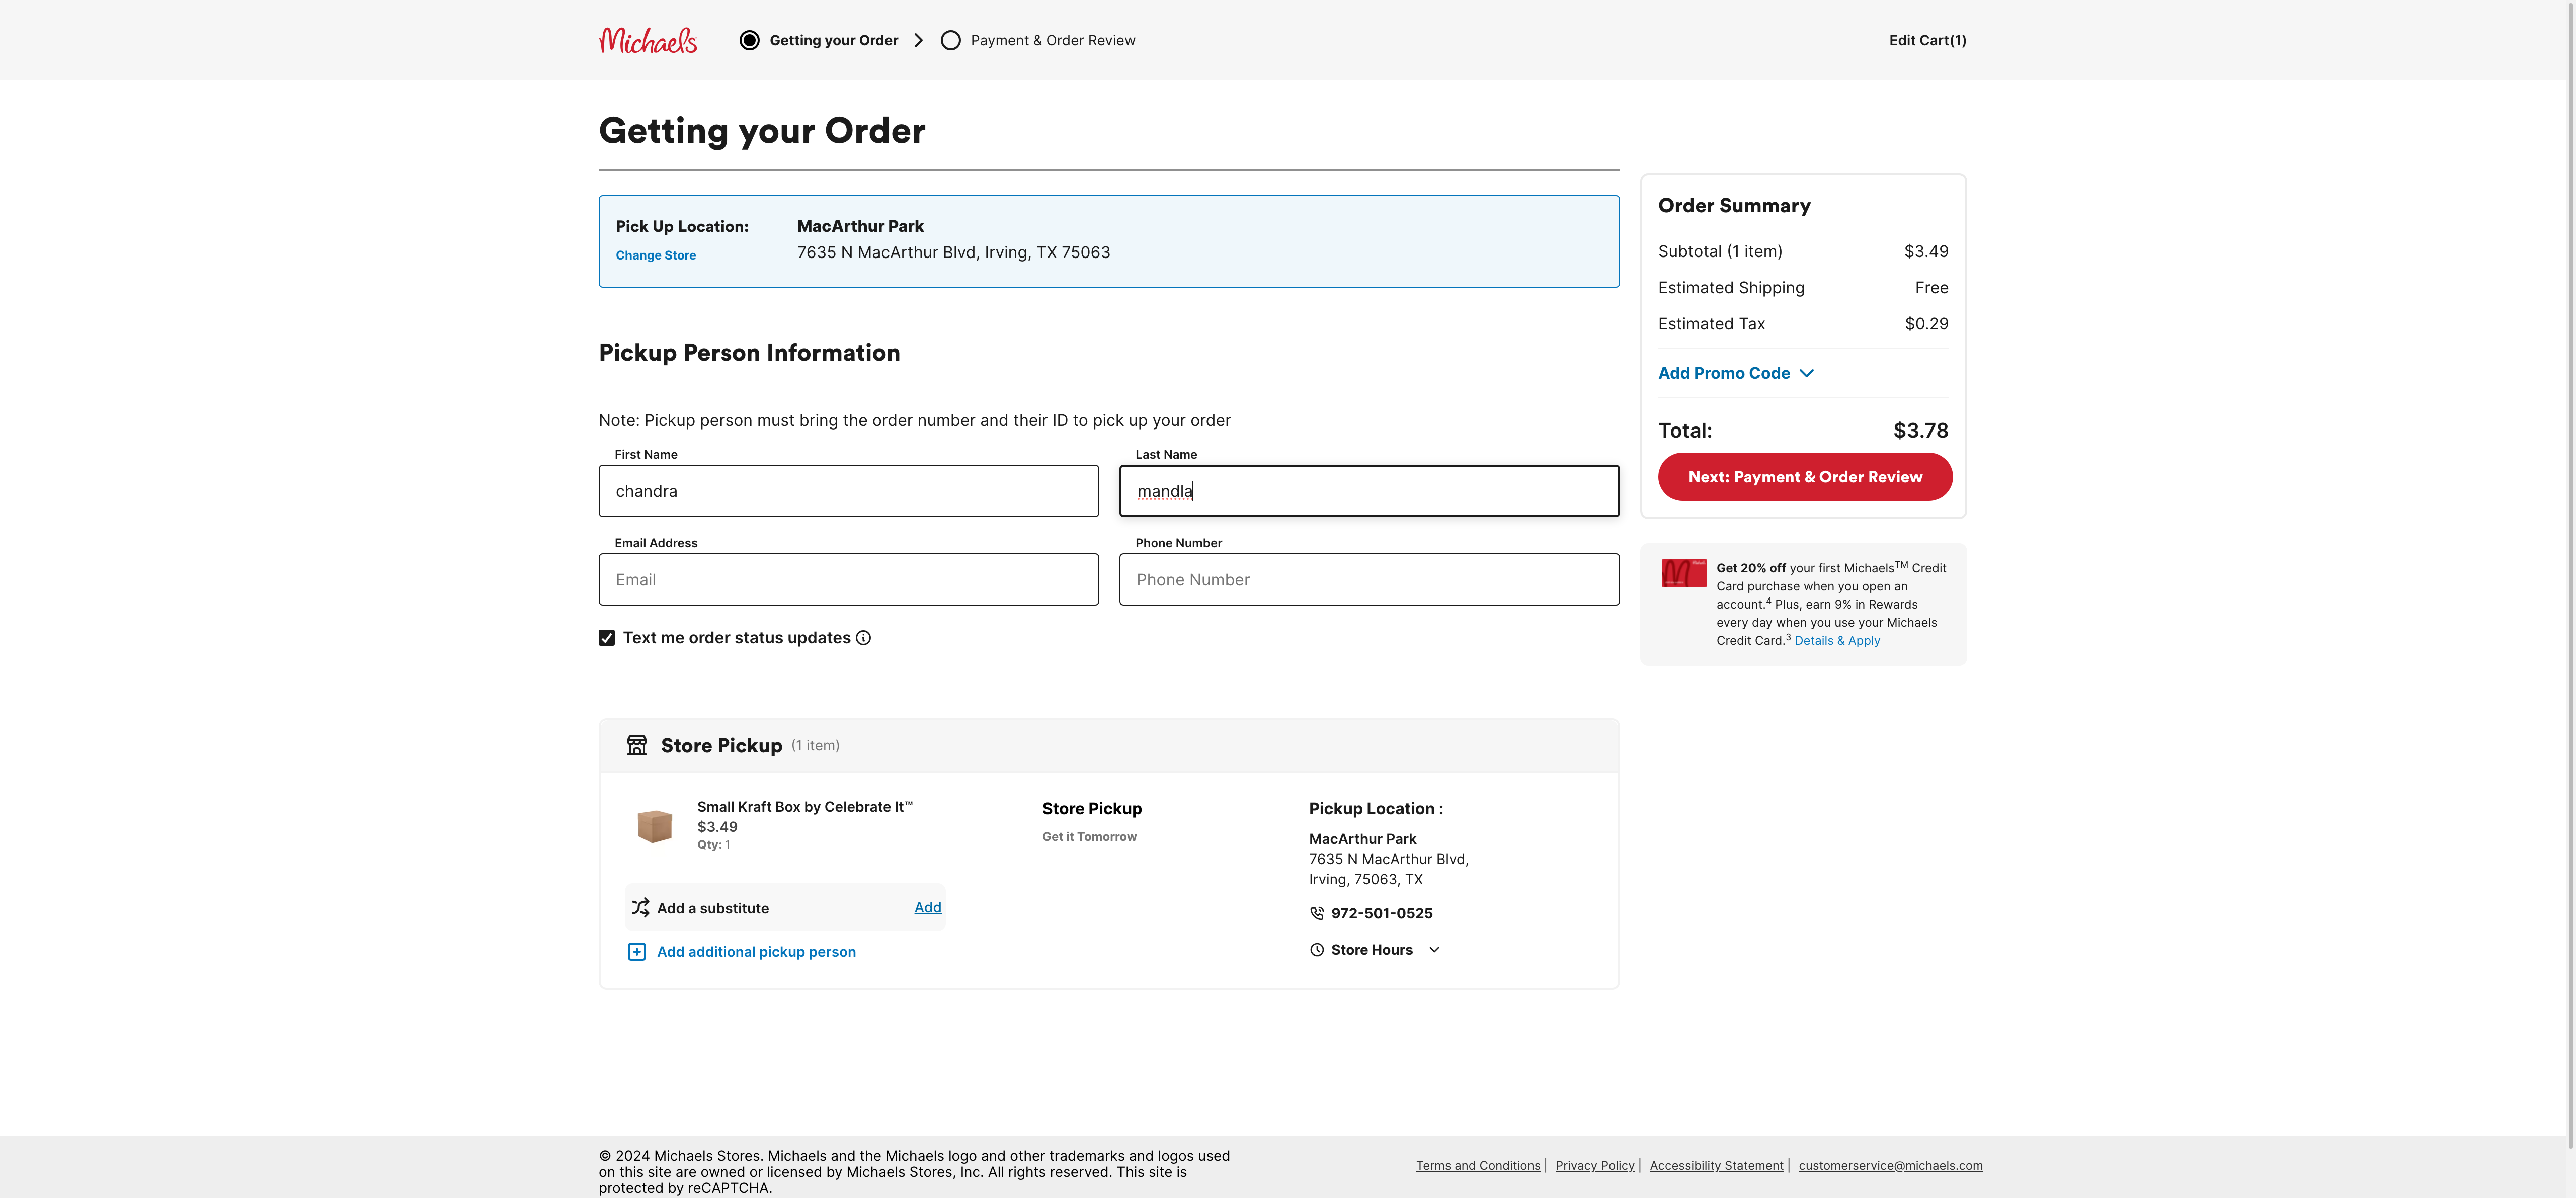 Michaels
Getting your Order
Payment & Order Review
Edit Cart(1)
Getting your Order
Pick Up Location:
Change Store
MacArthur Park
7635 N MacArthur Blvd, Irving, TX 75063
Pickup Person Information
Note: Pickup person must bring the order number and their ID to pick up your order
First Name
Last Name
chandra
mandla
Email Address
Phone Number
Email
Phone Number
Text me order status updates
Order Summary
Subtotal (1 item) $3.49
Estimated Shipping Free
Estimated Tax $0.29
Add Promo Code
Total: $3.78
Next: Payment & Order Review
Get 20% off your first Michaels™ Credit
Card purchase when you open an
account.4 Plus, earn 9% in Rewards
every day when you use your Michaels
Credit Card.3 Details & Apply
Store Pickup (1 item)
Small Kraft Box by Celebrate It™
$3.49
Qty: 1
Add a substitute Add
Add additional pickup person
Store Pickup
Get it Tomorrow
Pickup Location :
MacArthur Park
7635 N MacArthur Blvd,
Irving, 75063, TX
972-501-0525
Store Hours
© 2024 Michaels Stores. Michaels and the Michaels logo and other trademarks and logos used
on this site are owned or licensed by Michaels Stores, Inc. All rights reserved. This site is
protected by reCAPTCHA.
Terms and Conditions | Privacy Policy | Accessibility Statement | customerservice@michaels.com